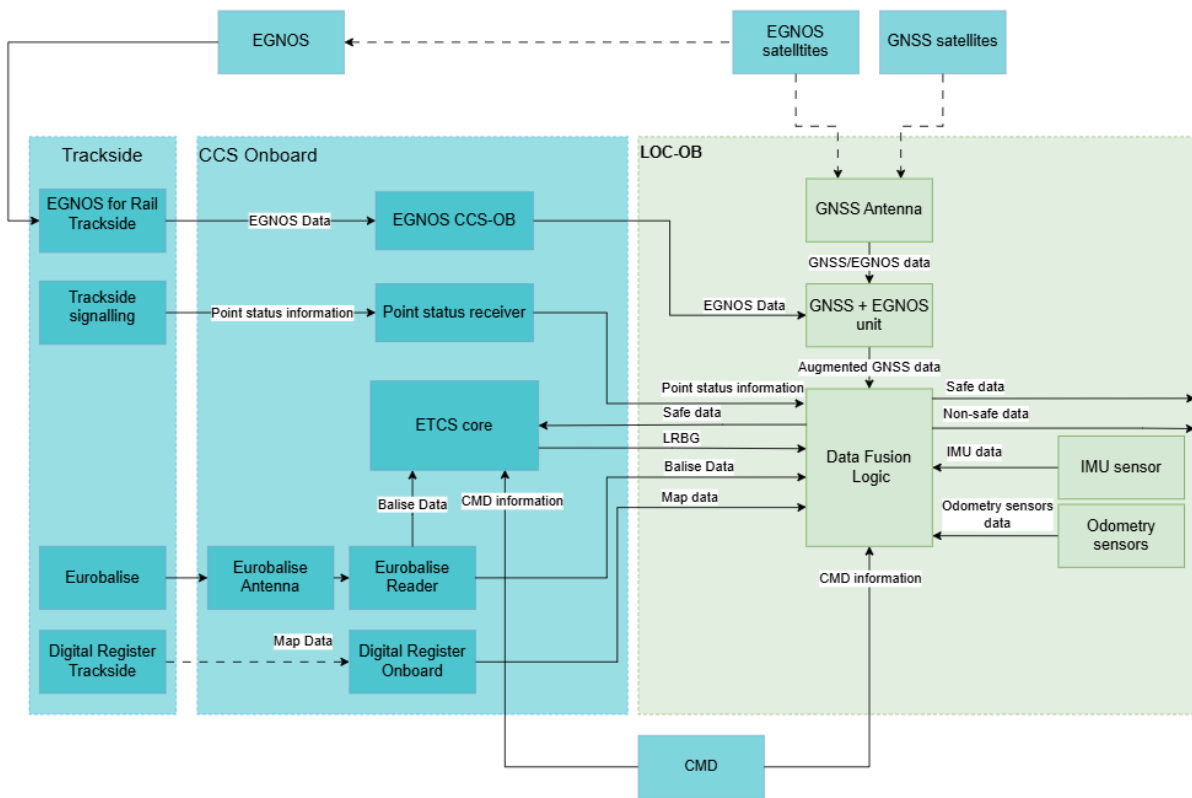 EGNOS
EGNOS
satelltites
GNSS satellites
Trackside
CCS Onboard
LOC-OB
EGNOS for Rail
Trackside
EGNOS Data
EGNOS CCS-OB
GNSS Antenna
GNSS/EGNOS data
Trackside
signalling
Point status information
Point status receiver
EGNOS Data
GNSS + EGNOS
unit
Augmented GNSS data
Point status information
Safe data
LRBG
Balise Data
Map data
ETCS core
Data Fusion
Logic
Safe data
Non-safe data
IMU data
IMU sensor
Odometry sensors
data
Odometry
sensors
Balise Data
CMD information
Eurobalise
Eurobalise
Antenna
Eurobalise
Reader
CMD information
Digital Register
Trackside
Map Data
Digital Register
Onboard
CMD